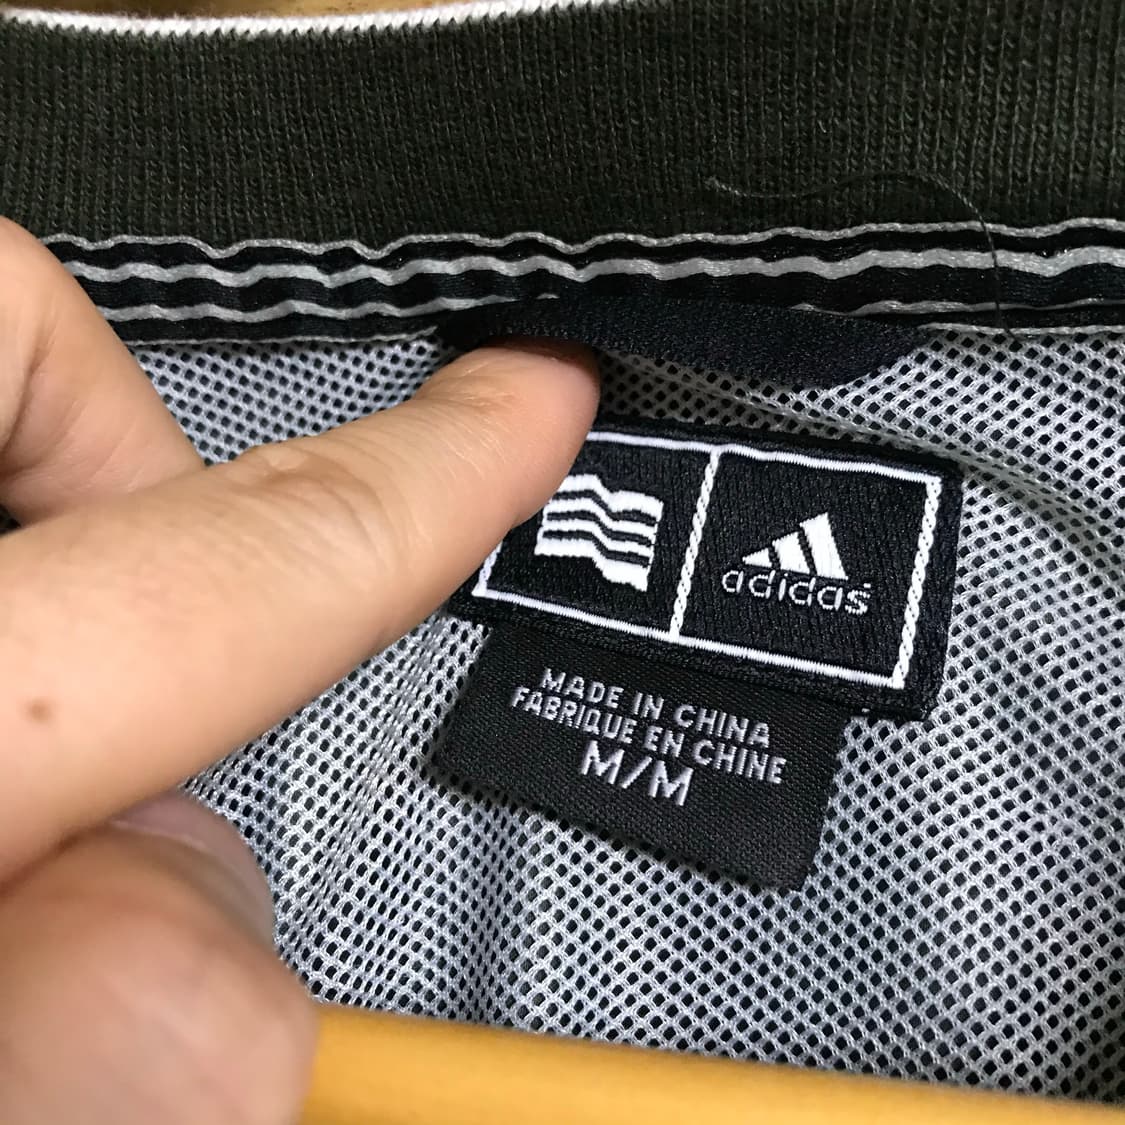 adidas
MADE IN CHINA
FABRIQUE EN CHINE
M/M